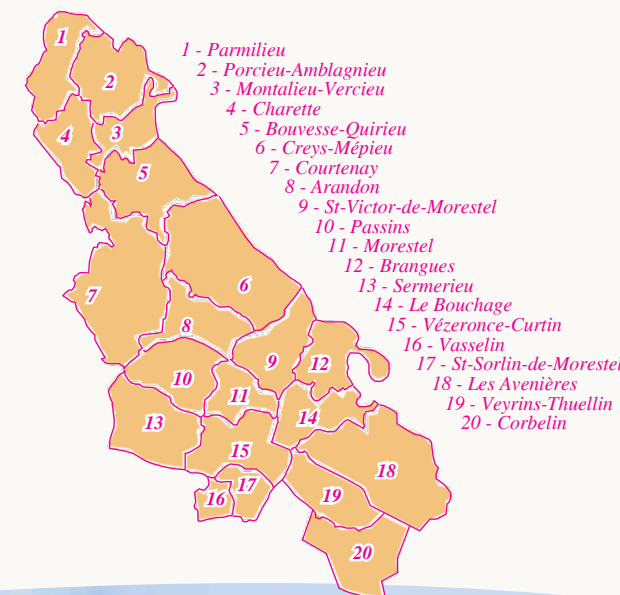 1 - Parmilieu
2 - Porcieu-Amblagnieu
3 - Montalieu-Vercieu
4 - Charette
5 - Bouvesse-Quirieu
6 - Creys-Mépieu
7 - Courtenay
8 - Arandon
9 - St-Victor-de-Morestel
10 - Passins
11 - Morestel
12 - Brangues
13 - Sermerieu
14 - Le Bouchage
15 - Vézeronce-Curtin
16 - Vasselin
17 - St-Sorlin-de-Morestel
18 - Les Avenières
19 - Veyrins-Thuellin
20 - Corbelin
1
2
3
4
5
6
7
8
9
12
10
11
13
14
15
18
16
17
19
20